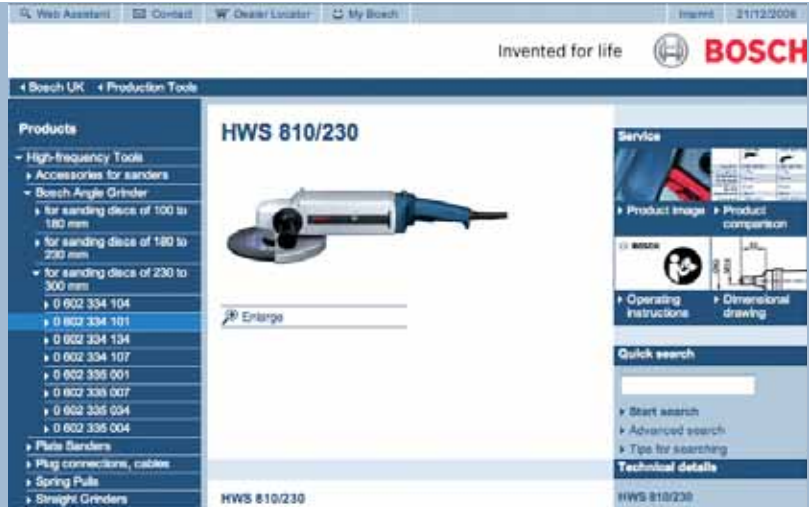 Web Assistant Contact Dealer Locator My Bosch Imprint 21/12/2006
Invented for life BOSCH
Bosch UK Production Tools
Products
High-frequency Tools
Accessories for sanders
Bosch Angle Grinder
for sanding discs of 100 to
180 mm
for sanding discs of 180 to
230 mm
for sanding discs of 230 to
300 mm
0 602 334 104
0 602 334 101
0 602 334 134
0 602 334 107
0 602 335 001
0 602 335 007
0 602 335 034
0 602 335 004
Plate Sanders
Plug connections, cables
Spring Pulls
Straight Grinders
HWS 810/230
Enlarge
HWS 810/230
Service
Product image Product
comparison
BOSCH
Operating Dimensional
instructions drawing
Quick search
Start search
Advanced search
Tips for searching
Technical details
HWS 810/230